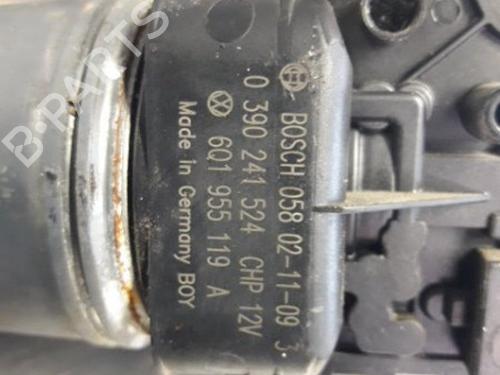 BOSCH 058 02-11-09 3
0 390 241 524 CHP 12V
6Q1 955 119 A
Made in Germany BOY
B-PARTS